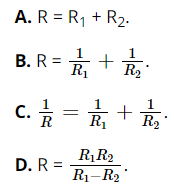 A. R = R₁ + R₂.
B. R = 1/R₁ + 1/R₂.
C. 1/R = 1/R₁ + 1/R₂.
D. R = R₁R₂/R₁−R₂